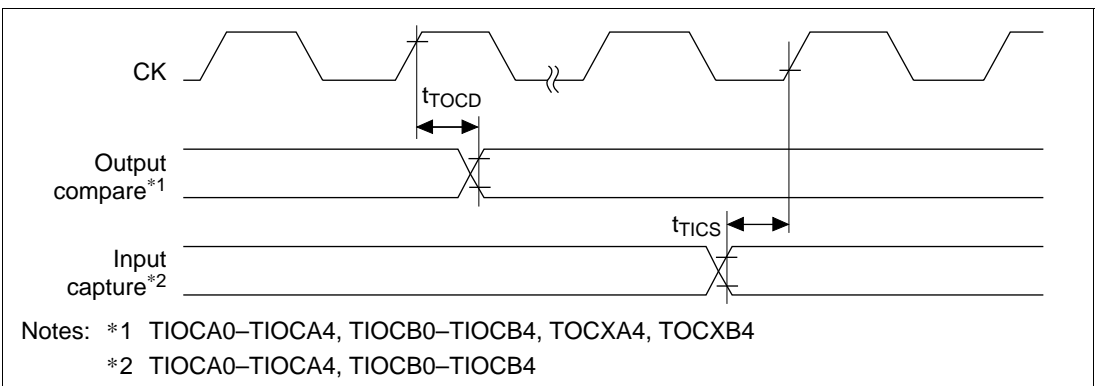 CK
tTOCD
Output
compare*1
tTICS
Input
capture*2
Notes: *1 TIOCA0–TIOCA4, TIOCB0–TIOCB4, TOCXA4, TOCXB4
*2 TIOCA0–TIOCA4, TIOCB0–TIOCB4